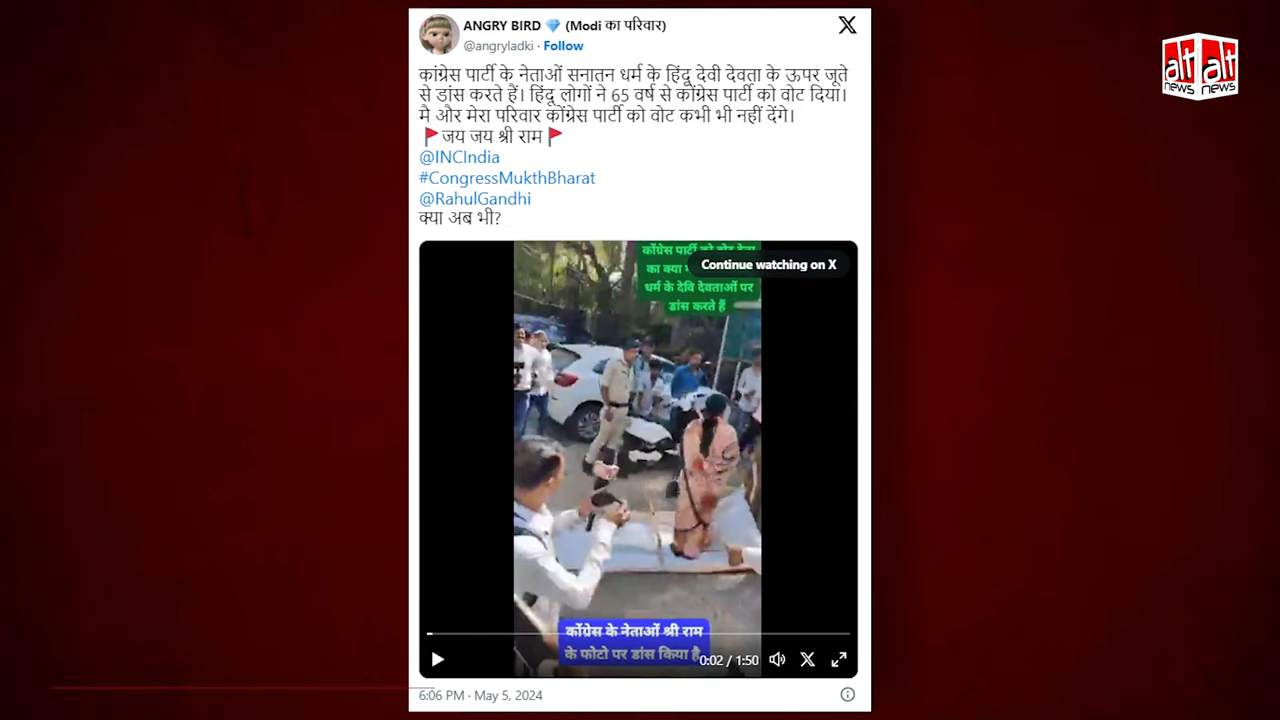 ANGRY BIRD 💎 (Modi का परिवार)
@angryladki · Follow
कांग्रेस पार्टी के नेताओं सनातन धर्म के हिंदू देवी देवता के ऊपर जूते
से डांस करते हैं। हिंदू लोगों ने 65 वर्ष से कोंग्रेस पार्टी को वोट दिया।
मै और मेरा परिवार कोंग्रेस पार्टी को वोट कभी भी नहीं देंगे।
🚩जय जय श्री राम🚩
@INCIndia
#CongressMukthBharat
@RahulGandhi
क्या अब भी?
कोंग्रेस पार्टी को वोट देना
Continue watching on X
का क्या
धर्म के देवि देवताओं पर
डांस करते हैं
कोंग्रेस के नेताओं श्री राम
के फोटो पर डांस किया है
0:02 / 1:50
6:06 PM · May 5, 2024
alt alt
news news